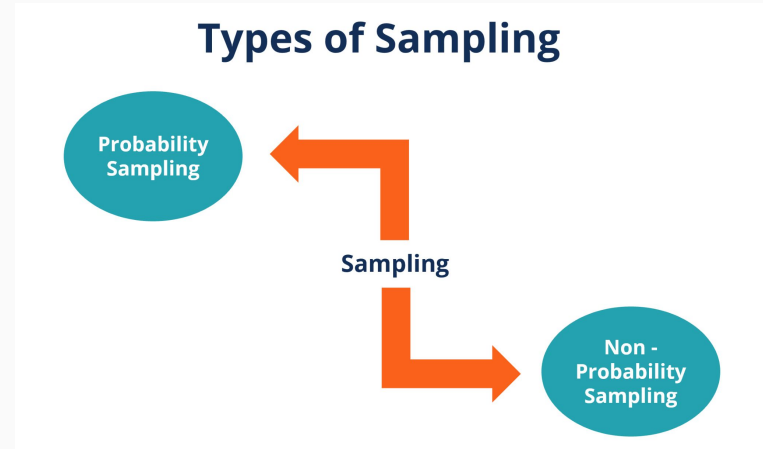 Types of Sampling
Probability
Sampling
Sampling
Non -
Probability
Sampling